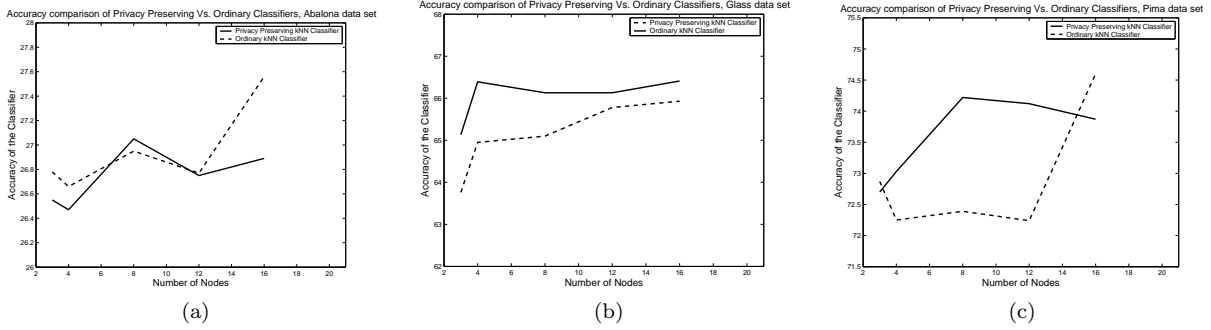 Accuracy comparison of Privacy Preserving Vs. Ordinary Classifiers, Abalona data set
28
27.8
27.6
27.4
27.2
27
26.8
26.6
26.4
26.2
26
Accuracy of the Classifier
Privacy Preserving kNN Classifier
Ordinary kNN Classifier
2 4 6 8 10 12 14 16 18 20
Number of Nodes
(a)
Accuracy comparison of Privacy Preserving Vs. Ordinary Classifiers, Glass data set
68
67
66
65
64
63
62
Accuracy of the Classifier
Privacy Preserving kNN Classifier
Ordinary kNN Classifier
2 4 6 8 10 12 14 16 18 20
Number of Nodes
(b)
Accuracy comparison of Privacy Preserving Vs. Ordinary Classifiers, Pima data set
75.5
75
74.5
74
73.5
73
72.5
72
71.5
Accuracy of the Classifier
Privacy Preserving kNN Classifier
Ordinary kNN Classifier
2 4 6 8 10 12 14 16 18 20
Number of Nodes
(c)